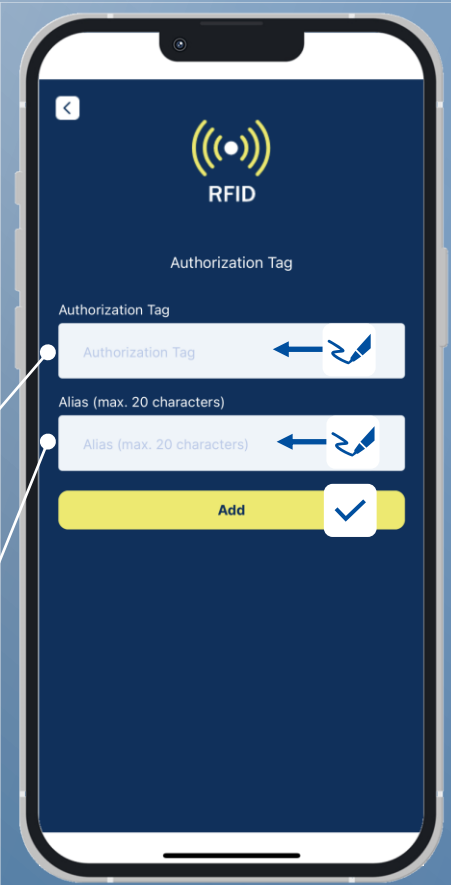 RFID
Authorization Tag
Authorization Tag
Authorization Tag
Alias (max. 20 characters)
Alias (max. 20 characters)
Add